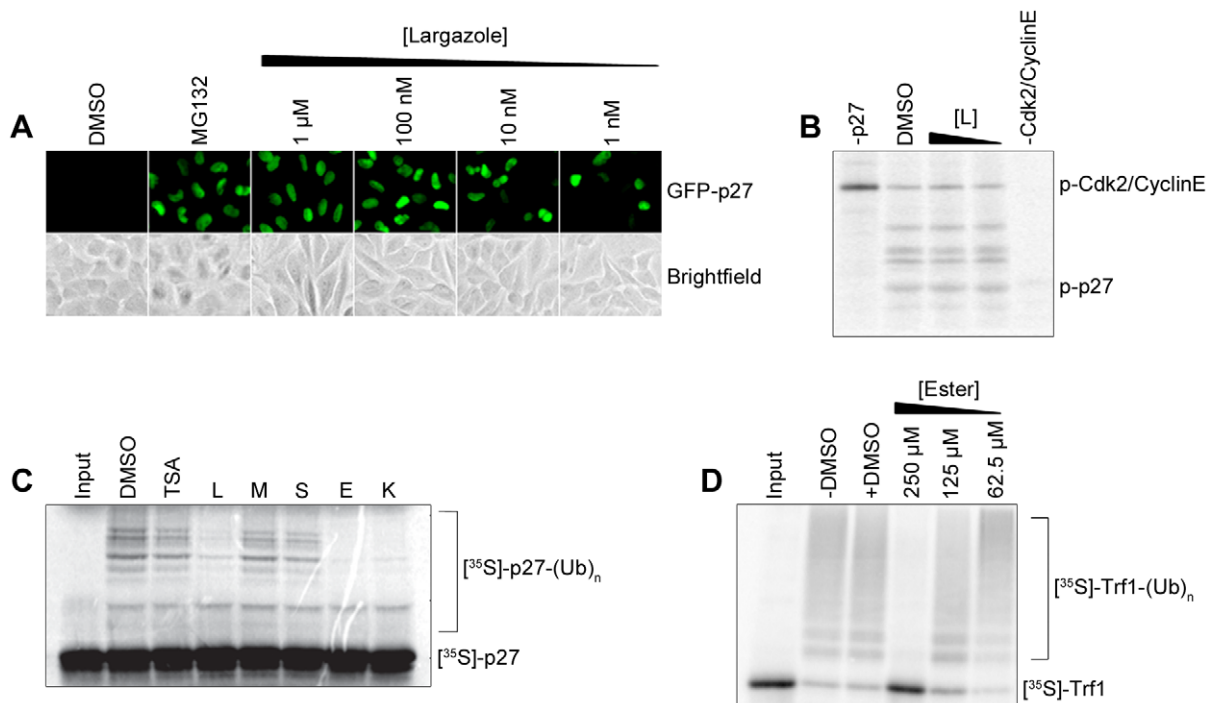 [Largazole]
A
DMSO
MG132
1 µM
100 nM
10 nM
1 nM
GFP-p27
Brightfield
B
-p27
DMSO
[L]
-Cdk2/CyclinE
p-Cdk2/CyclinE
p-p27
C
Input
DMSO
TSA
L
M
S
E
K
[³⁵S]-p27-(Ub)ₙ
[³⁵S]-p27
D
[Ester]
Input
-DMSO
+DMSO
250 µM
125 µM
62.5 µM
[³⁵S]-Trf1-(Ub)ₙ
[³⁵S]-Trf1